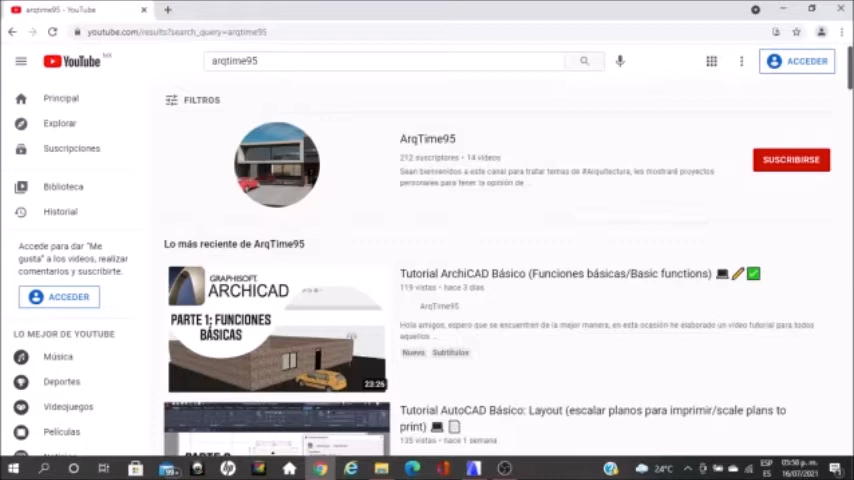 arqtime95 - YouTube
youtube.com/results?search_query=arqtime95
YouTube MX
arqtime95
ACCEDER
Principal
Explorar
Suscripciones
Biblioteca
Historial
Accede para dar "Me
gusta" a los videos, realizar
comentarios y suscribirte.
ACCEDER
LO MEJOR DE YOUTUBE
Música
Deportes
Videojuegos
Películas
FILTROS
ArqTime95
212 suscriptores • 14 videos
Sean bienvenidos a este canal para tratar temas de #Arquitectura, les mostraré proyectos
personales para tener la opinión de ...
SUSCRIBIRSE
Lo más reciente de ArqTime95
GRAPHISOFT
ARCHICAD
PARTE 1: FUNCIONES
BÁSICAS
23:26
Tutorial ArchiCAD Básico (Funciones básicas/Basic functions) 💻✏️✅
119 vistas • hace 3 días
ArqTime95
Hola amigos, espero que se encuentren de la mejor manera, en esta ocasión he elaborado un video tutorial para todos
aquellos ...
Nuevo Subtítulos
Tutorial AutoCAD Básico: Layout (escalar planos para imprimir/scale plans to
print) 💻 📄
135 vistas • hace 1 semana
99+
24°C
ESP
ES
05:50 p. m.
16/07/2021